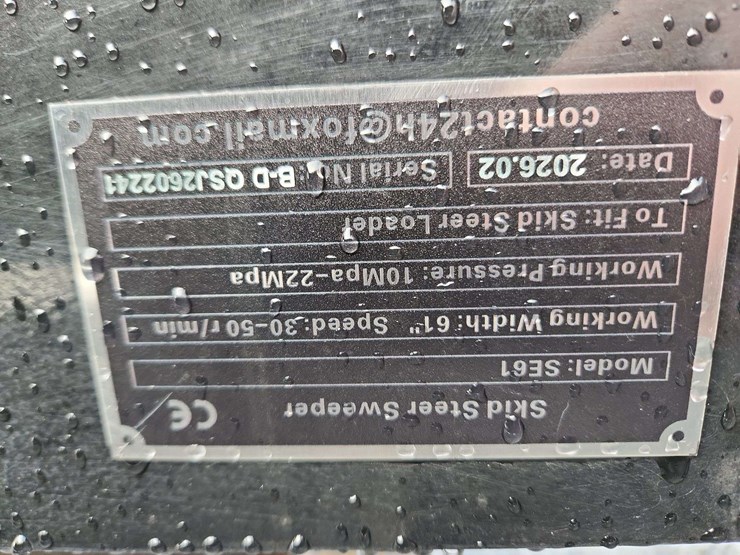 Skid Steer Sweeper CE
Model: SE61
Working Width: 61" Speed: 30-50 r/min
Working Pressure: 10Mpa-22Mpa
To Fit: Skid Steer Loader
Date: 2026.02 Serial No.: B-D QSJ2602241
contact24h@foxmail.com